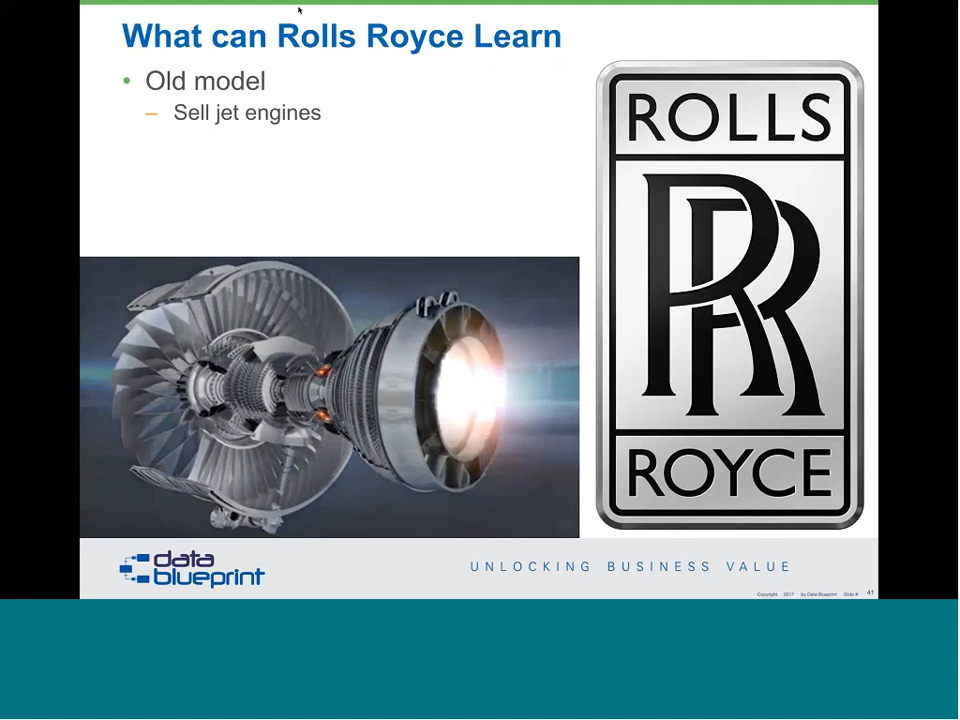 What can Rolls Royce Learn
• Old model
– Sell jet engines
ROLLS
RR
ROYCE
data
blueprint
UNLOCKING BUSINESS VALUE
Copyright 2017 by Data Blueprint Slide # 41